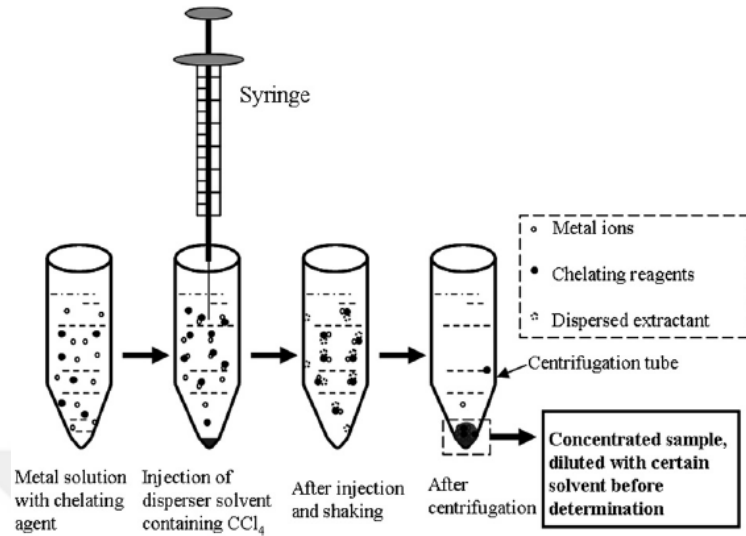 Syringe
Metal ions
Chelating reagents
Dispersed extractant
Centrifugation tube
Metal solution
with chelating
agent
Injection of
disperser solvent
containing CCl₄
After injection
and shaking
After
centrifugation
Concentrated sample,
diluted with certain
solvent before
determination